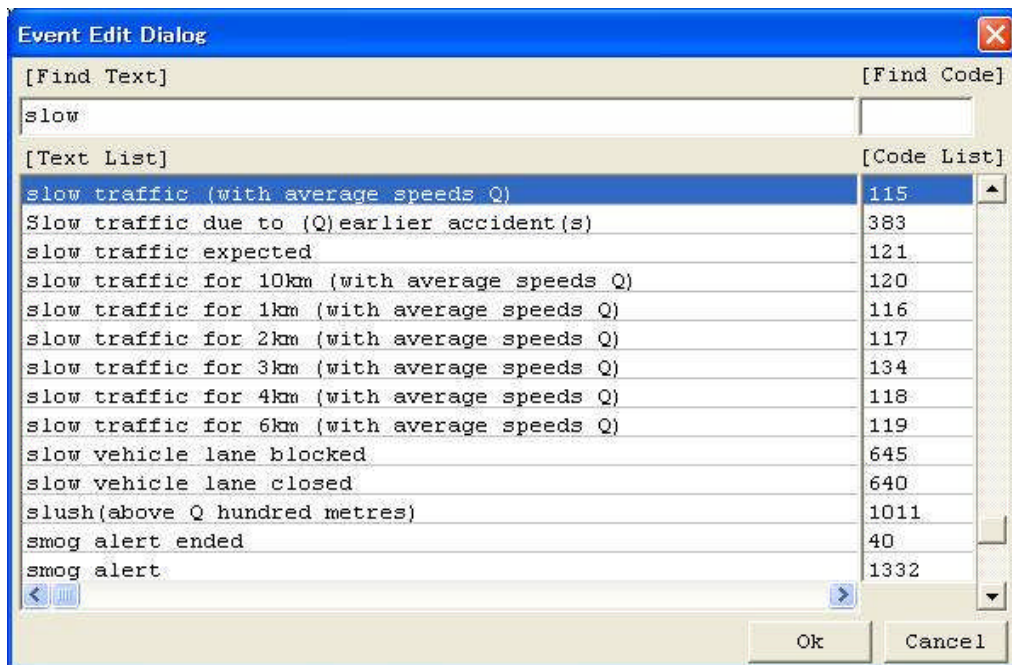 Event Edit Dialog
[Find Text] [Find Code]
slow
[Text List] [Code List]
slow traffic (with average speeds Q) 115
Slow traffic due to (Q)earlier accident(s) 383
slow traffic expected 121
slow traffic for 10km (with average speeds Q) 120
slow traffic for 1km (with average speeds Q) 116
slow traffic for 2km (with average speeds Q) 117
slow traffic for 3km (with average speeds Q) 134
slow traffic for 4km (with average speeds Q) 118
slow traffic for 6km (with average speeds Q) 119
slow vehicle lane blocked 645
slow vehicle lane closed 640
slush(above Q hundred metres) 1011
smog alert ended 40
smog alert 1332
Ok Cancel